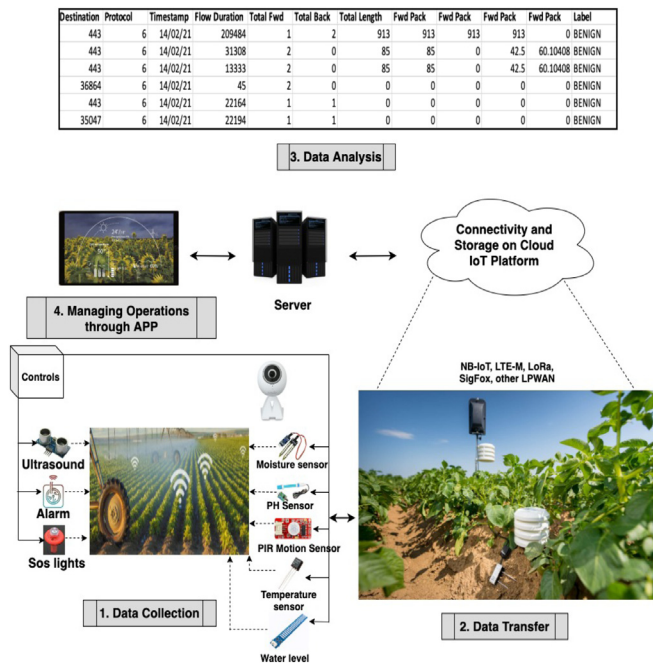 Destination Protocol Timestamp Flow Duration Total Fwd Total Back Total Length Fwd Pack Fwd Pack Fwd Pack Fwd Pack Label
443 6 14/02/21 209484 1 2 913 913 913 913 0 BENIGN
443 6 14/02/21 31308 2 0 85 85 0 42.5 60.10408 BENIGN
443 6 14/02/21 13333 2 0 85 85 0 42.5 60.10408 BENIGN
36864 6 14/02/21 45 2 0 0 0 0 0 0 BENIGN
443 6 14/02/21 22164 1 1 0 0 0 0 0 BENIGN
35047 6 14/02/21 22194 1 1 0 0 0 0 0 BENIGN
3. Data Analysis
Connectivity and
Storage on Cloud
IoT Platform
Server
4. Managing Operations
through APP
NB-IoT, LTE-M, LoRa,
SigFox, other LPWAN
Controls
Ultrasound
Alarm
Sos lights
Moisture sensor
PH Sensor
PIR Motion Sensor
Temperature
sensor
Water level
1. Data Collection
2. Data Transfer